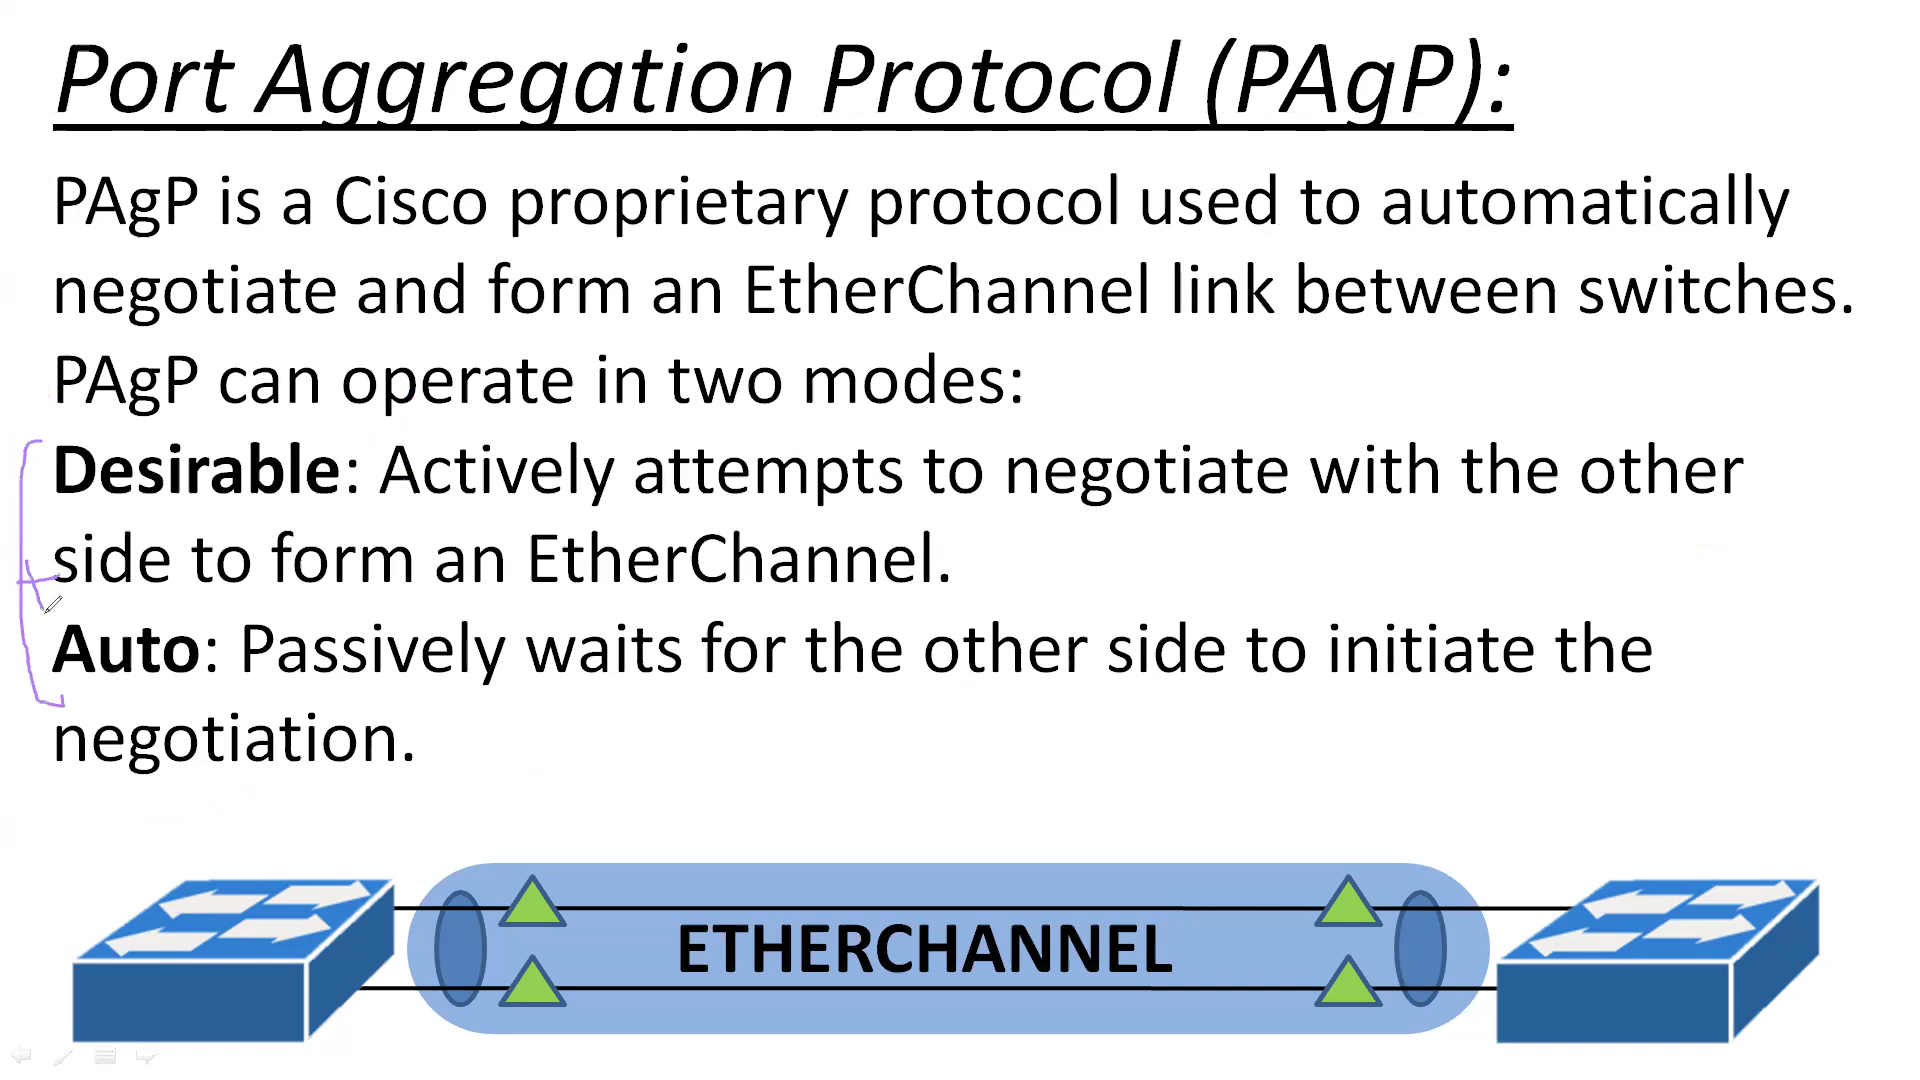 Port Aggregation Protocol (PAgP):
PAgP is a Cisco proprietary protocol used to automatically
negotiate and form an EtherChannel link between switches.
PAgP can operate in two modes:
Desirable: Actively attempts to negotiate with the other
side to form an EtherChannel.
Auto: Passively waits for the other side to initiate the
negotiation.
ETHERCHANNEL